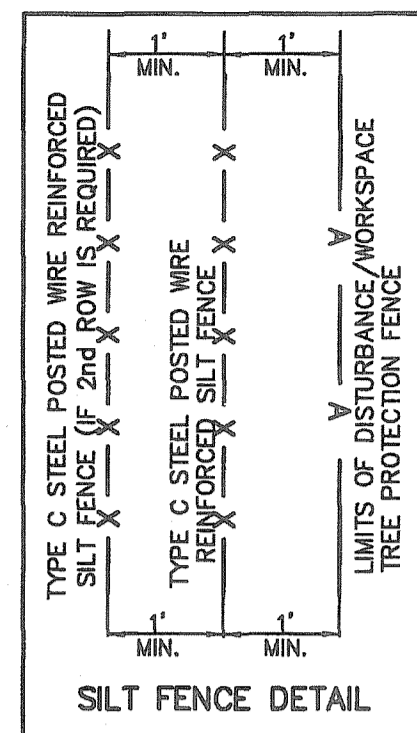 1'
MIN.
1'
MIN.
TYPE C STEEL POSTED WIRE REINFORCED
SILT FENCE (IF 2nd ROW IS REQUIRED)
X
X
X
X
X
TYPE C STEEL POSTED WIRE
REINFORCED SILT FENCE
X
X
X
X
X
A
A
LIMITS OF DISTURBANCE/WORKSPACE
TREE PROTECTION FENCE
1'
MIN.
1'
MIN.
SILT FENCE DETAIL